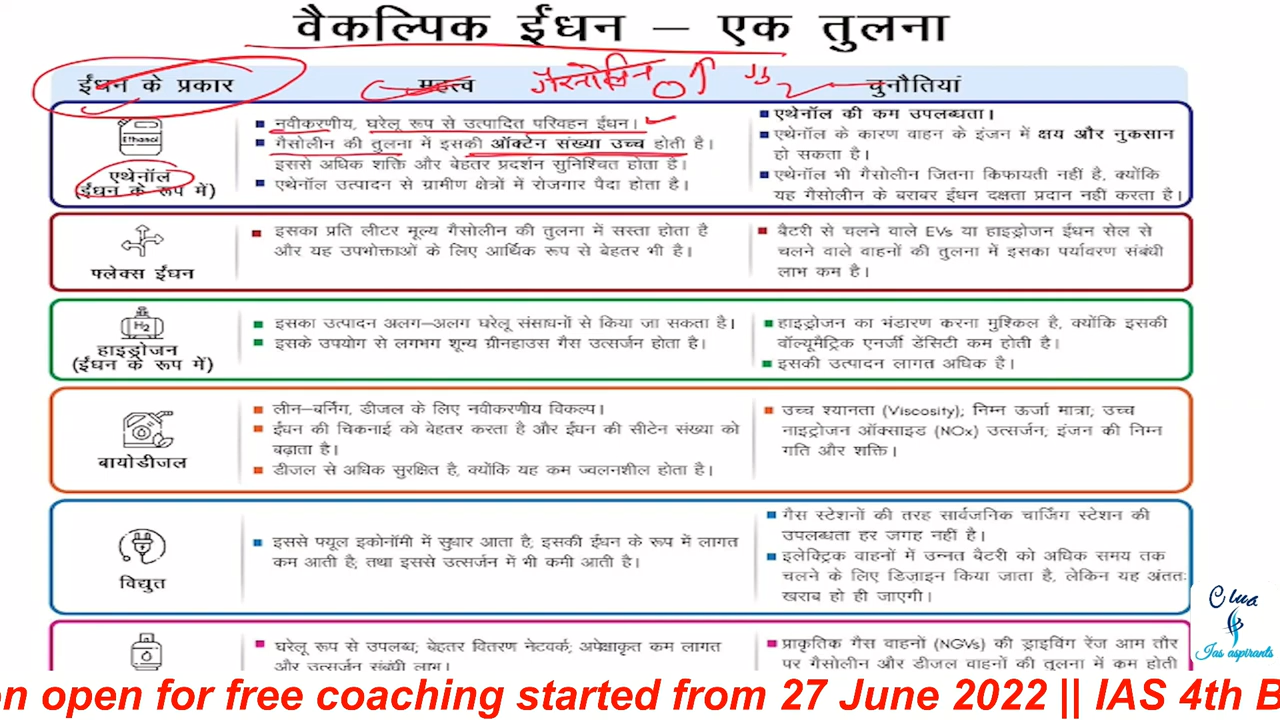 वैकल्पिक ईंधन – एक तुलना
ईंधन के प्रकार
महत्त्व
गैसोलिन
चुनौतियां
Ethanol
एथेनॉल
(ईंधन के रूप में)
नवीकरणीय, घरेलू रूप से उत्पादित परिवहन ईंधन।
गैसोलीन की तुलना में इसकी ऑक्टेन संख्या उच्च होती है।
इससे अधिक शक्ति और बेहतर प्रदर्शन सुनिश्चित होता है।
एथेनॉल उत्पादन से ग्रामीण क्षेत्रों में रोजगार पैदा होता है।
एथेनॉल की कम उपलब्धता।
एथेनॉल के कारण वाहन के इंजन में क्षय और नुकसान
हो सकता है।
एथेनॉल भी गैसोलीन जितना किफायती नहीं है, क्योंकि
यह गैसोलीन के बराबर ईंधन दक्षता प्रदान नहीं करता है।
फ्लेक्स ईंधन
इसका प्रति लीटर मूल्य गैसोलीन की तुलना में सस्ता होता है
और यह उपभोक्ताओं के लिए आर्थिक रूप से बेहतर भी है।
बैटरी से चलने वाले EVs या हाइड्रोजन ईंधन सेल से
चलने वाले वाहनों की तुलना में इसका पर्यावरण संबंधी
लाभ कम है।
H2
हाइड्रोजन
(ईंधन के रूप में)
इसका उत्पादन अलग–अलग घरेलू संसाधनों से किया जा सकता है।
इसके उपयोग से लगभग शून्य ग्रीनहाउस गैस उत्सर्जन होता है।
हाइड्रोजन का भंडारण करना मुश्किल है, क्योंकि इसकी
वॉल्यूमैट्रिक एनर्जी डेंसिटी कम होती है।
इसकी उत्पादन लागत अधिक है।
बायोडीजल
लीन–बर्निंग, डीजल के लिए नवीकरणीय विकल्प।
ईंधन की चिकनाई को बेहतर करता है और ईंधन की सीटेन संख्या को
बढ़ाता है।
डीजल से अधिक सुरक्षित है, क्योंकि यह कम ज्वलनशील होता है।
उच्च श्यानता (Viscosity); निम्न ऊर्जा मात्रा; उच्च
नाइट्रोजन ऑक्साइड (NOx) उत्सर्जन; इंजन की निम्न
गति और शक्ति।
विद्युत
इससे फ्यूल इकोनॉमी में सुधार आता है; इसकी ईंधन के रूप में लागत
कम आती है; तथा इससे उत्सर्जन में भी कमी आती है।
गैस स्टेशनों की तरह सार्वजनिक चार्जिंग स्टेशन की
उपलब्धता हर जगह नहीं है।
इलेक्ट्रिक वाहनों में उन्नत बैटरी को अधिक समय तक
चलने के लिए डिज़ाइन किया जाता है, लेकिन यह अंततः
खराब हो ही जाएगी।
घरेलू रूप से उपलब्ध; बेहतर वितरण नेटवर्क; अपेक्षाकृत कम लागत
और उत्सर्जन संबंधी लाभ।
प्राकृतिक गैस वाहनों (NGVs) की ड्राइविंग रेंज आम तौर
पर गैसोलीन और डीजल वाहनों की तुलना में कम होती
Ias aspirants
on open for free coaching started from 27 June 2022 || IAS 4th B